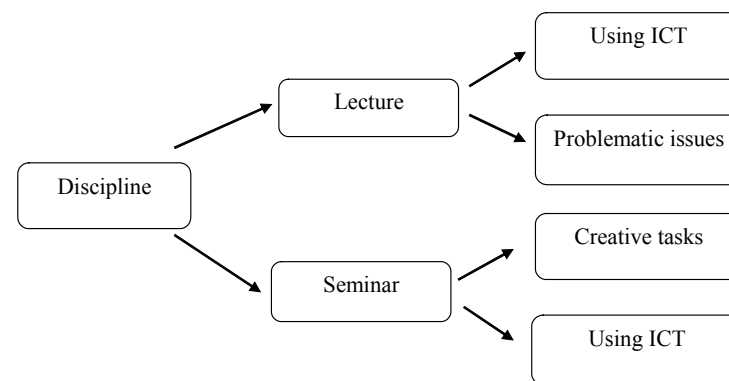 Using ICT
Lecture
Problematic issues
Discipline
Creative tasks
Seminar
Using ICT